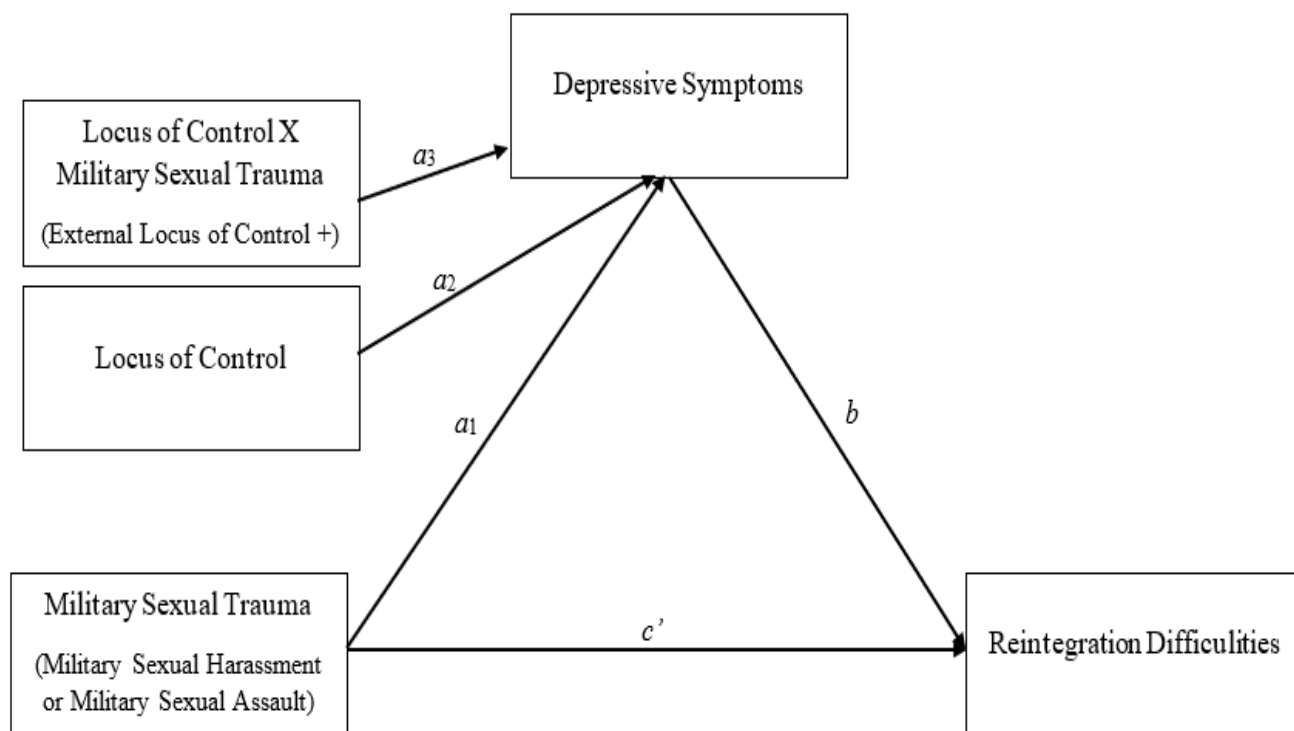 Depressive Symptoms
Locus of Control X
Military Sexual Trauma
(External Locus of Control +)
a3
a2
Locus of Control
a1
b
Military Sexual Trauma
(Military Sexual Harassment
or Military Sexual Assault)
c’
Reintegration Difficulities